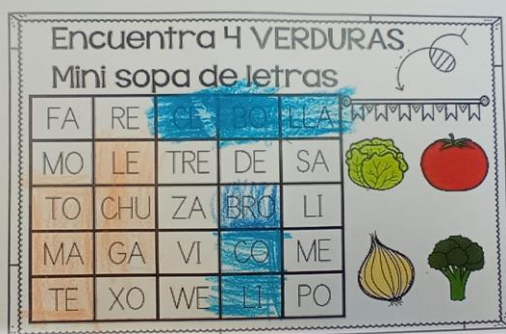 Encuentra 4 VERDURAS
Mini sopa de letras
FA RE CE BO LLA
MO LE TRE DE SA
TO CHU ZA BRO LI
MA GA VI CO ME
TE XO WE LI PO